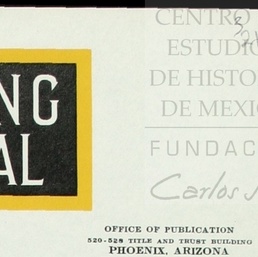 CENTRO
ESTUDIO
DE HISTO
DE MEXI
FUNDAC
Carlos
NG
AL
OFFICE OF PUBLICATION
520-528 TITLE AND TRUST BUILDING
PHOENIX, ARIZONA